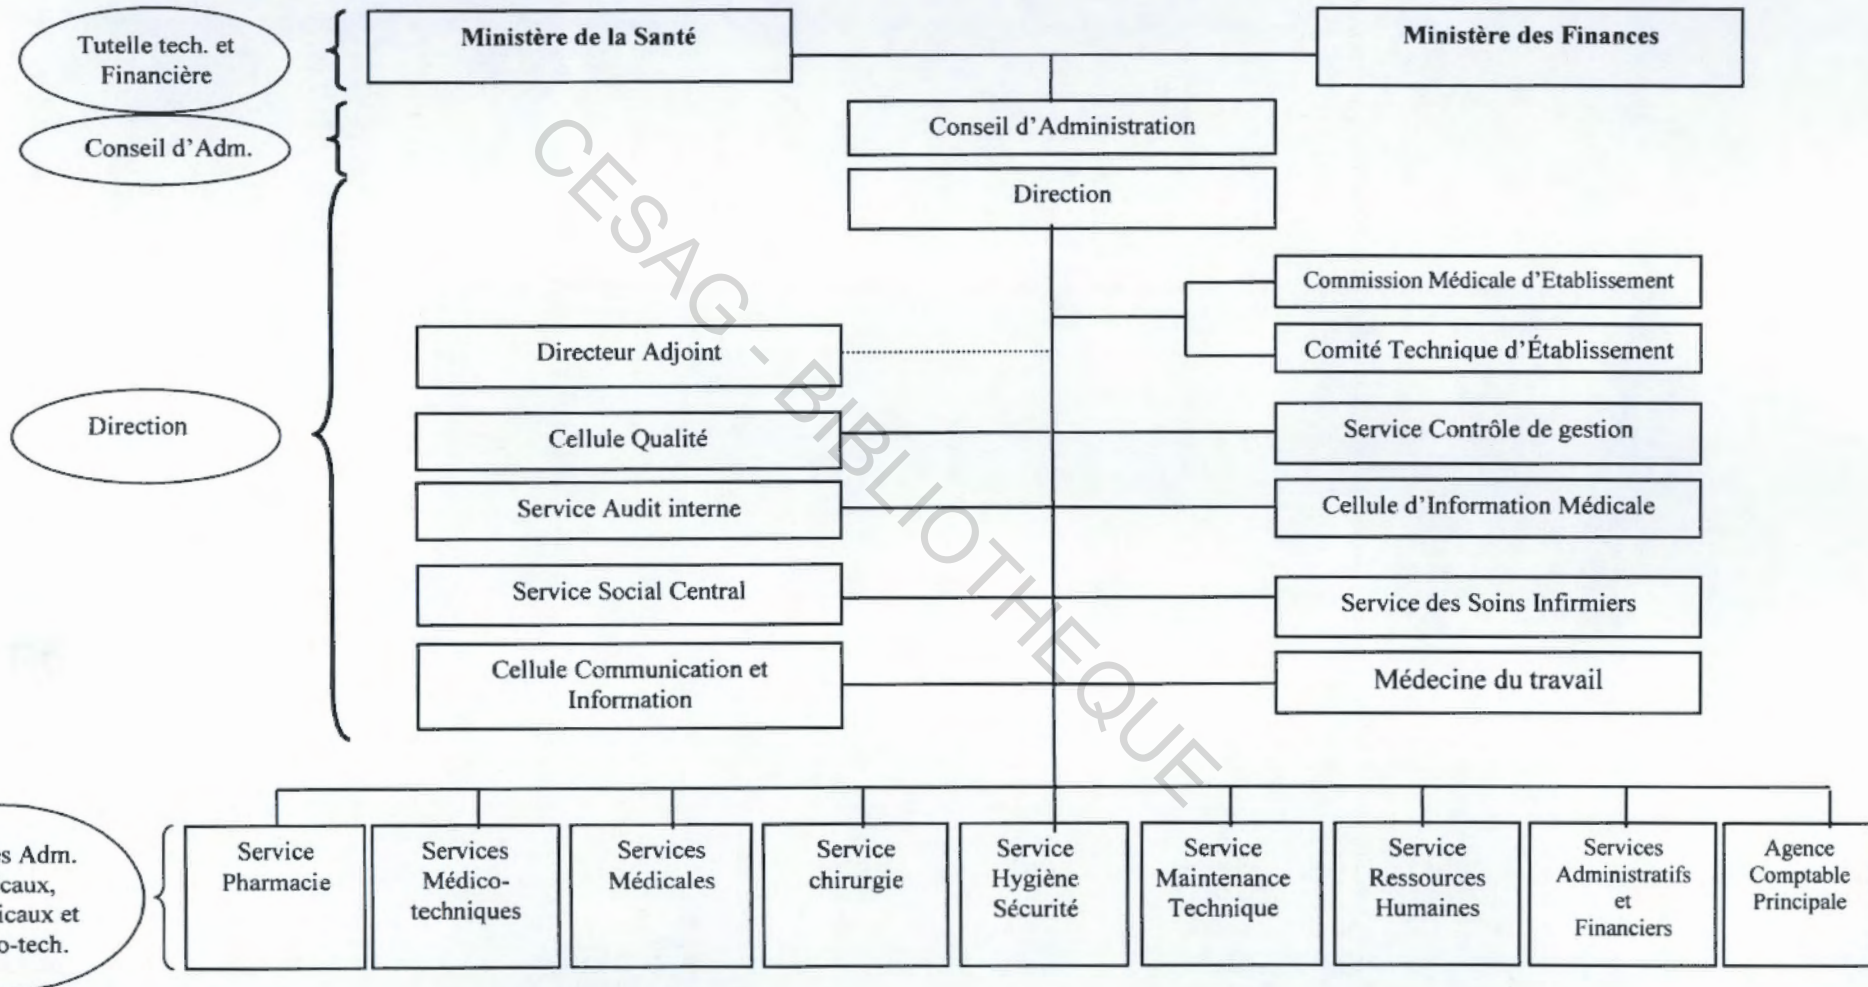 Tutelle tech. et
Financière
Ministère de la Santé
Ministère des Finances
Conseil d'Adm.
Conseil d'Administration
Direction
Commission Médicale d'Etablissement
Directeur Adjoint
Comité Technique d'Établissement
Direction
Cellule Qualité
Service Contrôle de gestion
Service Audit interne
Cellule d'Information Médicale
Service Social Central
Service des Soins Infirmiers
Cellule Communication et
Information
Médecine du travail
Adm.
et
Service
Pharmacie
Services
Médico-
techniques
Services
Médicales
Service
chirurgie
Service
Hygiène
Sécurité
Service
Maintenance
Technique
Service
Ressources
Humaines
Services
Administratifs
et
Financiers
Agence
Comptable
Principale
CESAG - BIBLIOTHEQUE